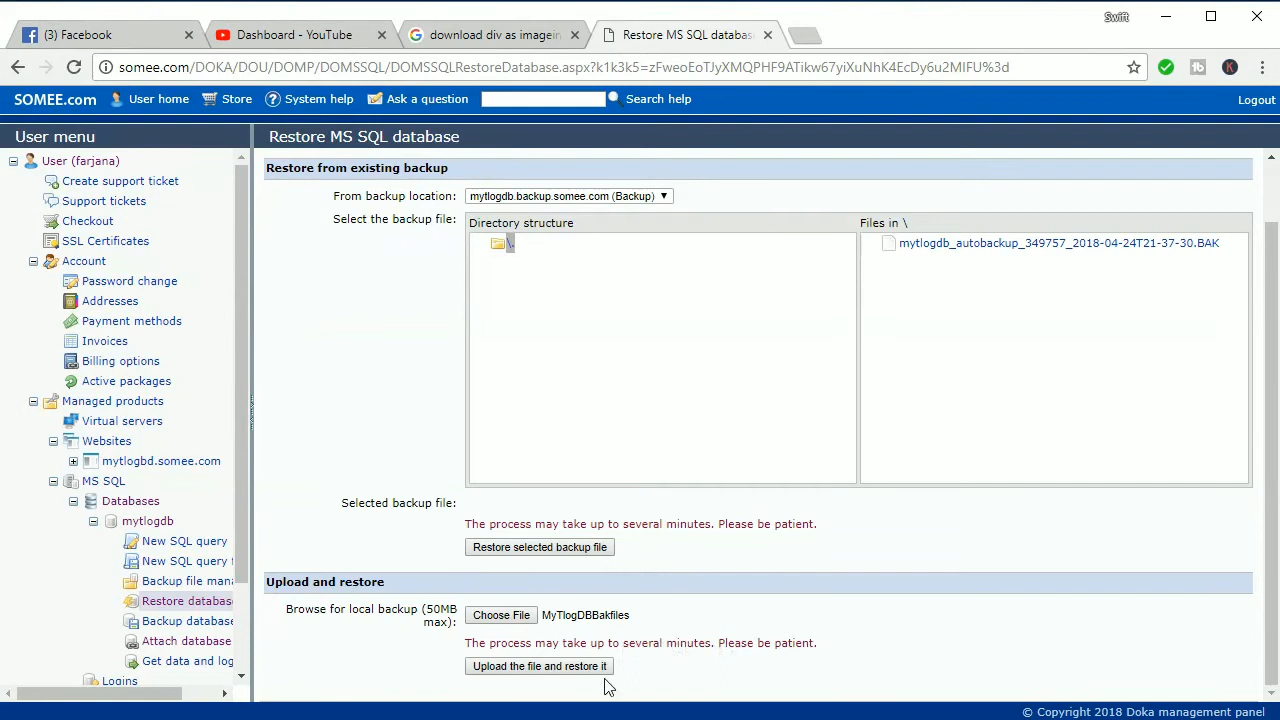 Swift
(3) Facebook
Dashboard - YouTube
download div as imagein
Restore MS SQL databas
somee.com/DOKA/DOU/DOMP/DOMSSQL/DOMSSQLRestoreDatabase.aspx?k1k3k5=zFweoEoTJyXMQPHF9ATikw67yiXuNhK4EcDy6u2MIFU%3d
SOMEE.com
User home
Store
System help
Ask a question
Search help
Logout
User menu
Restore MS SQL database
User (farjana)
Create support ticket
Support tickets
Checkout
SSL Certificates
Account
Password change
Addresses
Payment methods
Invoices
Billing options
Active packages
Managed products
Virtual servers
Websites
mytlogbd.somee.com
MS SQL
Databases
mytlogdb
New SQL query
New SQL query f
Backup file mana
Restore databas
Backup database
Attach database
Get data and log
Logins
Restore from existing backup
From backup location:
mytlogdb.backup.somee.com (Backup)
Select the backup file:
Directory structure
Files in \
\.
mytlogdb_autobackup_349757_2018-04-24T21-37-30.BAK
Selected backup file:
The process may take up to several minutes. Please be patient.
Restore selected backup file
Upload and restore
Browse for local backup (50MB
max):
Choose File MyTlogDBBakfiles
The process may take up to several minutes. Please be patient.
Upload the file and restore it
© Copyright 2018 Doka management panel